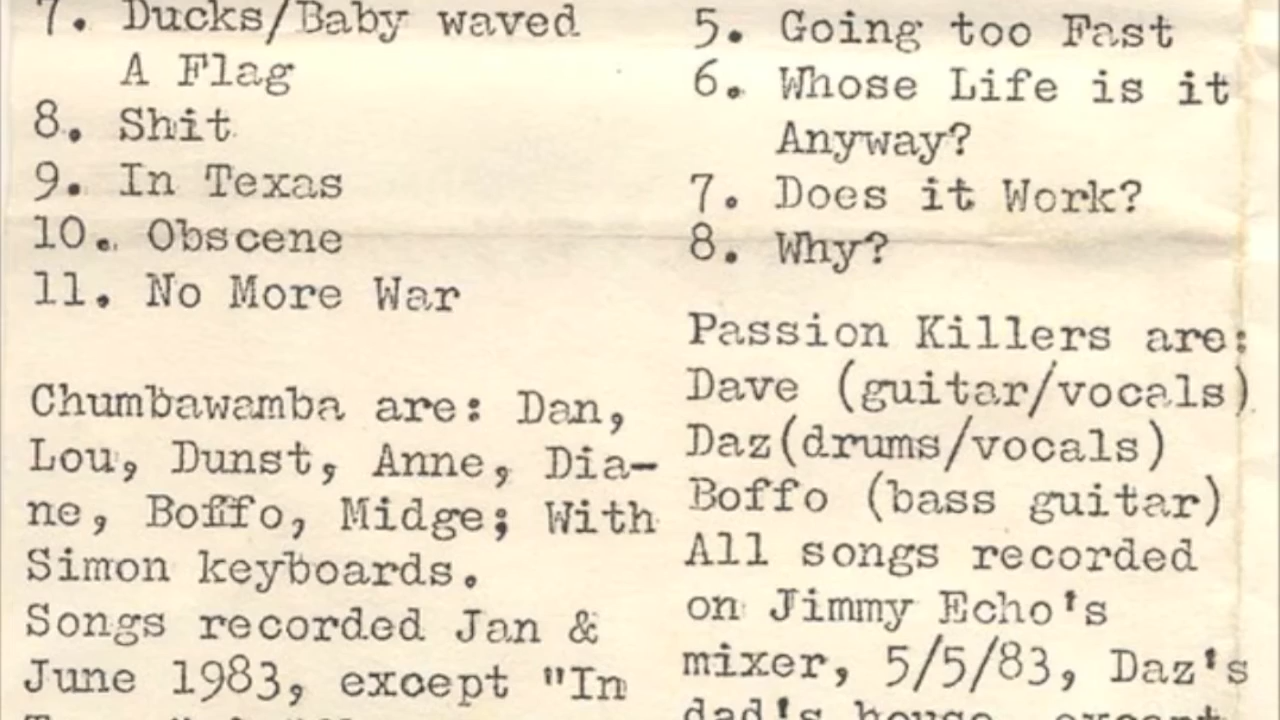 7. Ducks/Baby waved
A Flag
8. Shit
9. In Texas
10. Obscene
11. No More War
Chumbawamba are: Dan,
Lou, Dunst, Anne, Dia-
ne, Boffo, Midge; With
Simon keyboards.
Songs recorded Jan &
June 1983, except "In
5. Going too Fast
6. Whose Life is it
Anyway?
7. Does it Work?
8. Why?
Passion Killers are:
Dave (guitar/vocals)
Daz(drums/vocals)
Boffo (bass guitar)
All songs recorded
on Jimmy Echo's
mixer, 5/5/83, Daz's
dad's house, except